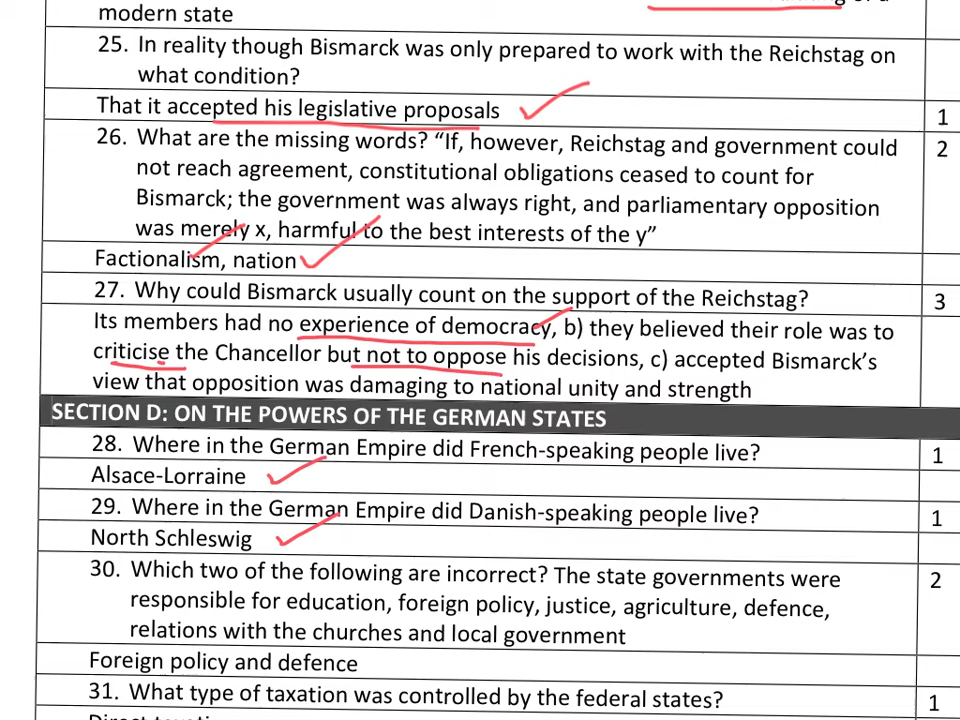 modern state
25. In reality though Bismarck was only prepared to work with the Reichstag on
what condition?
That it accepted his legislative proposals
1
26. What are the missing words? “If, however, Reichstag and government could
2
not reach agreement, constitutional obligations ceased to count for
Bismarck; the government was always right, and parliamentary opposition
was merely x, harmful to the best interests of the y”
Factionalism, nation
27. Why could Bismarck usually count on the support of the Reichstag?
3
Its members had no experience of democracy, b) they believed their role was to
criticise the Chancellor but not to oppose his decisions, c) accepted Bismarck’s
view that opposition was damaging to national unity and strength
SECTION D: ON THE POWERS OF THE GERMAN STATES
28. Where in the German Empire did French-speaking people live?
1
Alsace-Lorraine
29. Where in the German Empire did Danish-speaking people live?
1
North Schleswig
30. Which two of the following are incorrect? The state governments were
2
responsible for education, foreign policy, justice, agriculture, defence,
relations with the churches and local government
Foreign policy and defence
31. What type of taxation was controlled by the federal states?
1